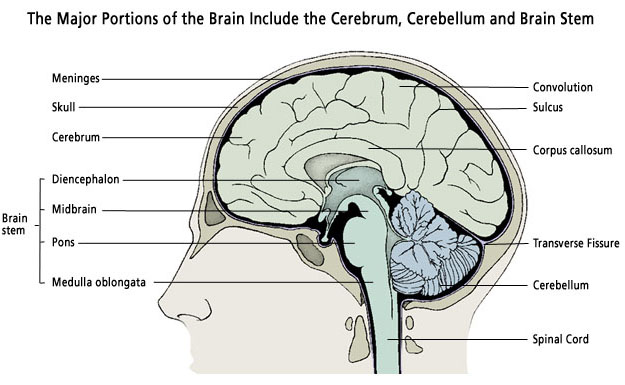 The Major Portions of the Brain Include the Cerebrum, Cerebellum and Brain Stem
Meninges
Skull
Cerebrum
Diencephalon
Midbrain
Brain
stem
Pons
Medulla oblongata
Convolution
Sulcus
Corpus callosum
Transverse Fissure
Cerebellum
Spinal Cord